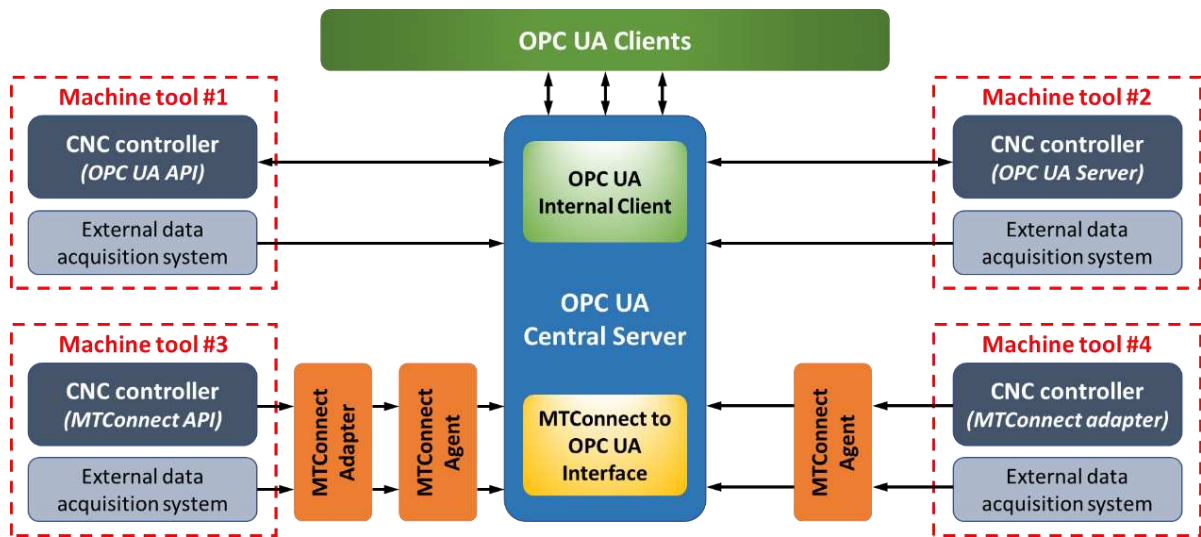 OPC UA Clients
Machine tool #1
CNC controller
(OPC UA API)
External data
acquisition system
Machine tool #2
CNC controller
(OPC UA Server)
External data
acquisition system
OPC UA
Internal Client
OPC UA
Central Server
MTConnect to
OPC UA
Interface
Machine tool #3
CNC controller
(MTConnect API)
External data
acquisition system
MTConnect
Adapter
MTConnect
Agent
MTConnect
Agent
Machine tool #4
CNC controller
(MTConnect adapter)
External data
acquisition system